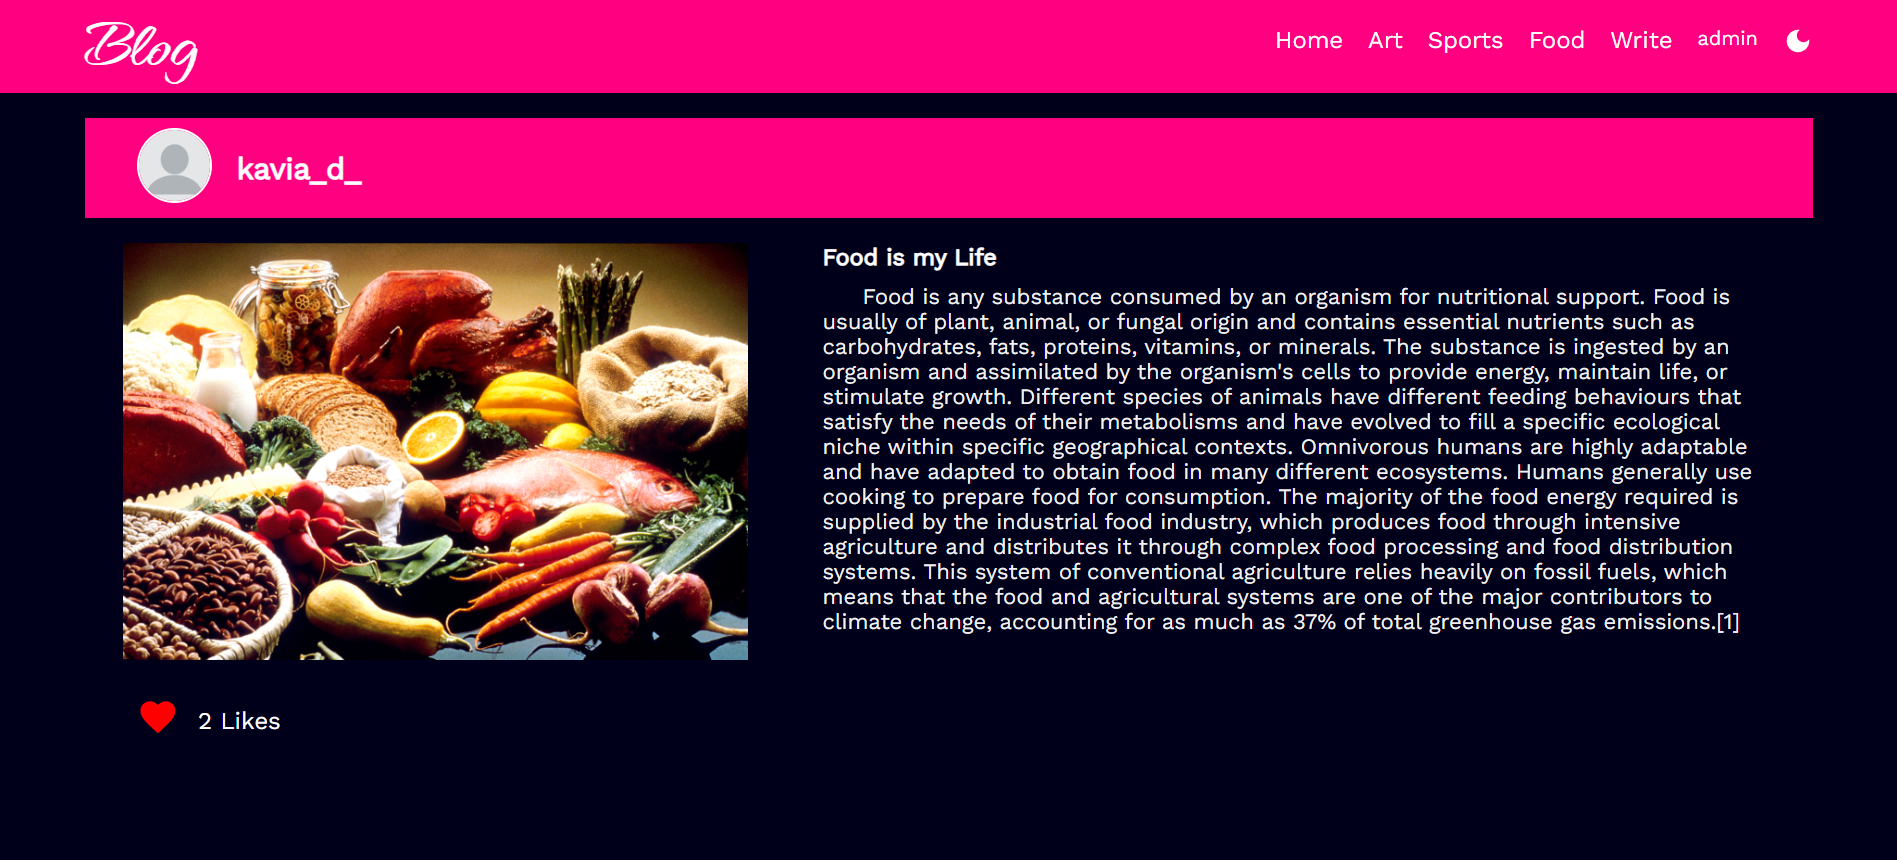 Blog
Home Art Sports Food Write admin
kavia_d_
Food is my Life
Food is any substance consumed by an organism for nutritional support. Food is
usually of plant, animal, or fungal origin and contains essential nutrients such as
carbohydrates, fats, proteins, vitamins, or minerals. The substance is ingested by an
organism and assimilated by the organism's cells to provide energy, maintain life, or
stimulate growth. Different species of animals have different feeding behaviours that
satisfy the needs of their metabolisms and have evolved to fill a specific ecological
niche within specific geographical contexts. Omnivorous humans are highly adaptable
and have adapted to obtain food in many different ecosystems. Humans generally use
cooking to prepare food for consumption. The majority of the food energy required is
supplied by the industrial food industry, which produces food through intensive
agriculture and distributes it through complex food processing and food distribution
systems. This system of conventional agriculture relies heavily on fossil fuels, which
means that the food and agricultural systems are one of the major contributors to
climate change, accounting for as much as 37% of total greenhouse gas emissions.[1]
2 Likes